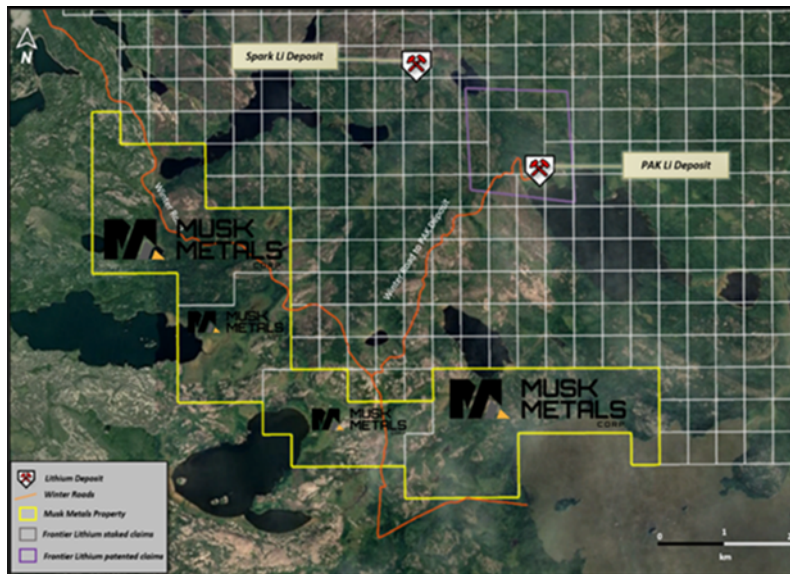 N
Spark Li Deposit
PAK Li Deposit
Winter
Winter Road to PAK Deposit
MUSK
METALS
CORP
MUSK
METALS
MUSK
METALS
MUSK
METALS
CORP
Lithium Deposit
Winter Roads
Musk Metals Property
Frontier Lithium staked claims
Frontier Lithium patented claims
0 1 2
km